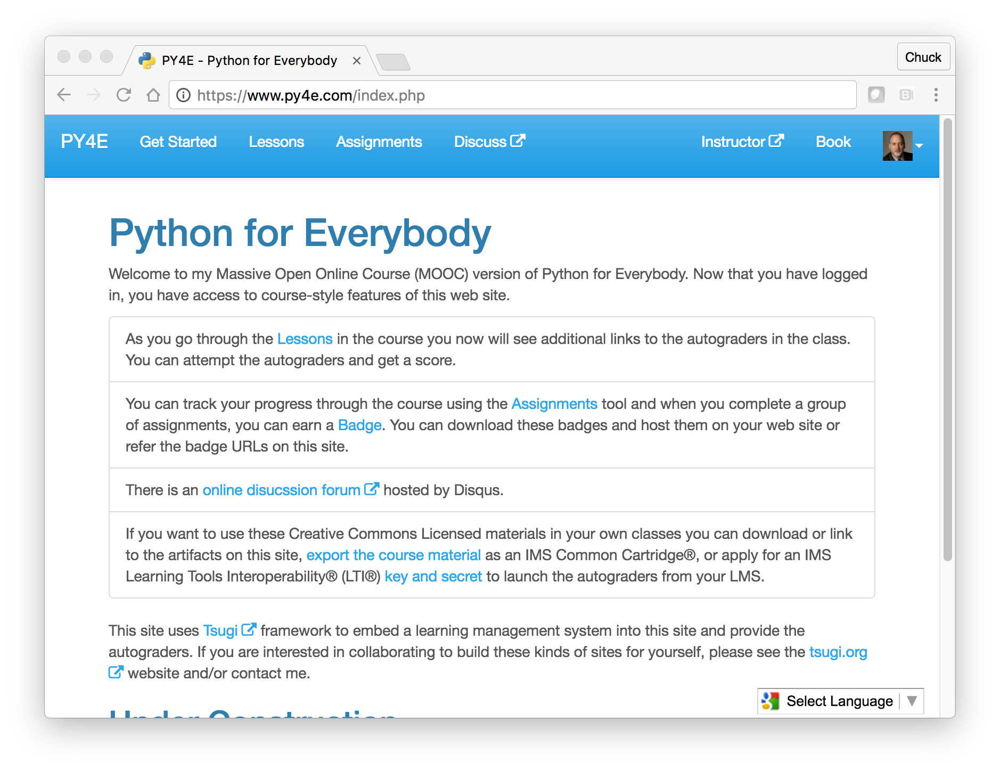 PY4E - Python for Everybody
Chuck
https://www.py4e.com/index.php
PY4E Get Started Lessons Assignments Discuss Instructor Book
Python for Everybody
Welcome to my Massive Open Online Course (MOOC) version of Python for Everybody. Now that you have logged
in, you have access to course-style features of this web site.
As you go through the Lessons in the course you now will see additional links to the autograders in the class.
You can attempt the autograders and get a score.
You can track your progress through the course using the Assignments tool and when you complete a group
of assignments, you can earn a Badge. You can download these badges and host them on your web site or
refer the badge URLs on this site.
There is an online disucssion forum hosted by Disqus.
If you want to use these Creative Commons Licensed materials in your own classes you can download or link
to the artifacts on this site, export the course material as an IMS Common Cartridge®, or apply for an IMS
Learning Tools Interoperability® (LTI®) key and secret to launch the autograders from your LMS.
This site uses Tsugi framework to embed a learning management system into this site and provide the
autograders. If you are interested in collaborating to build these kinds of sites for yourself, please see the tsugi.org
website and/or contact me.
Select Language
Under Construction